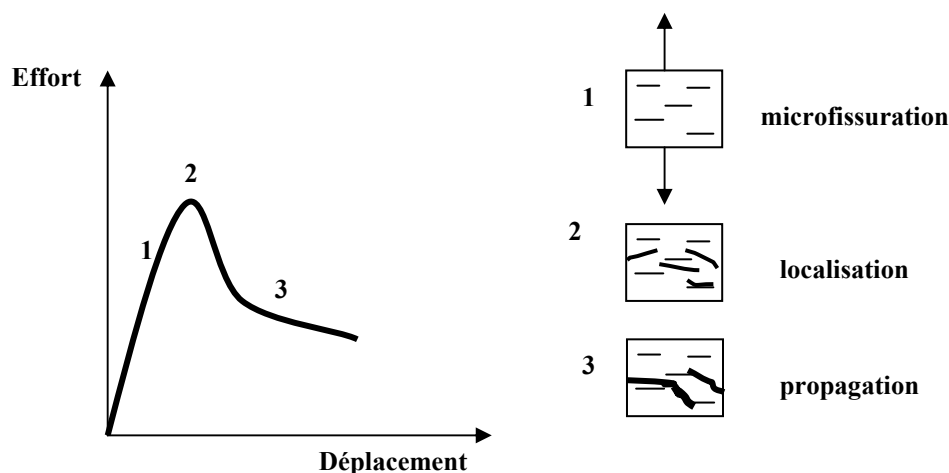 Effort
2
1
3
Déplacement
1
microfissuration
2
localisation
3
propagation